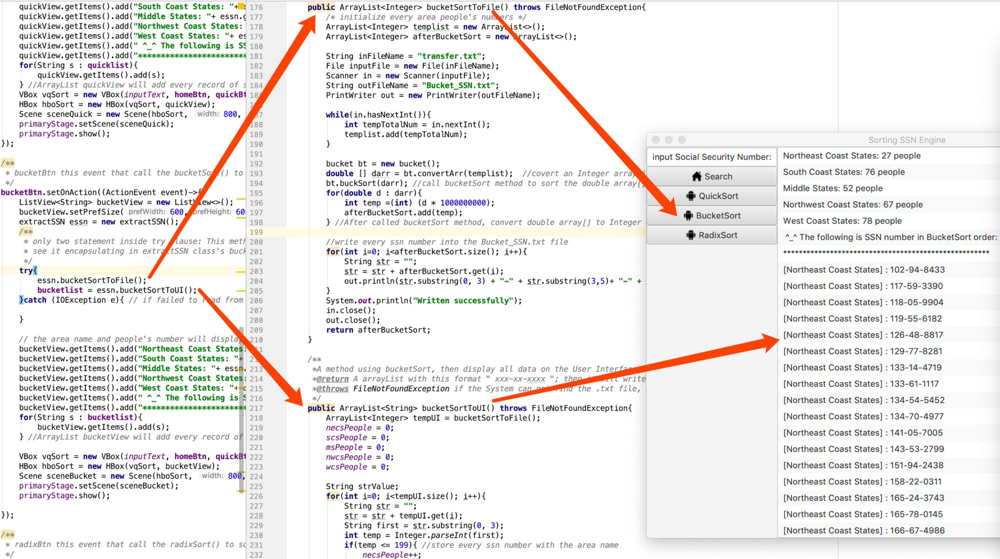 quickView.getItems().add("South Coast States: "+
quickView.getItems().add("Middle States: "+ essn.g
quickView.getItems().add("Northwest Coast States:
quickView.getItems().add("West Coast States: "+ es
quickView.getItems().add(" ^_^ The following is SS
quickView.getItems().add("************************
for(String s : quicklist){
quickView.getItems().add(s);
} //ArrayList quickView will add every record of s
VBox vqSort = new VBox(inputText, homeBtn, quickBt
HBox hboSort = new HBox(vqSort, quickView);
Scene sceneQuick = new Scene(hboSort, width: 800,
primaryStage.setScene(sceneQuick);
primaryStage.show();
});
/**
* bucketBtn this event that call the bucketSort() to
*/
bucketBtn.setOnAction((ActionEvent event)->{
ListView<String> bucketView = new ListView<>();
bucketView.setPrefSize( prefWidth: 600, prefHeight: 60
extractSSN essn = new extractSSN();
/**
* only two statement inside try clause: This meth
* see it encapsulating in extractSSN class's buck
*/
try{
essn.bucketSortToFile();
bucketlist = essn.bucketSortToUI();
}catch (IOException e){ // if failed to read from
}
// the area name and people's number will displa
bucketView.getItems().add("Northeast Coast States:
bucketView.getItems().add("South Coast States: "+
bucketView.getItems().add("Middle States: "+ essn.
bucketView.getItems().add("Northwest Coast States:
bucketView.getItems().add("West Coast States: "+
bucketView.getItems().add(" ^_^ The following is S
bucketView.getItems().add("***********************
for(String s : bucketlist){
bucketView.getItems().add(s);
} //ArrayList bucketView will add every record of
VBox vqSort = new VBox(inputText, homeBtn, quickBt
HBox hboSort = new HBox(vqSort, bucketView);
Scene sceneBucket = new Scene(hboSort, width: 800,
primaryStage.setScene(sceneBucket);
primaryStage.show();
});
/**
* radixBtn this event that call the radixSort() to so
*/
176 public ArrayList<Integer> bucketSortToFile() throws FileNotFoundException{
177 /* initialize every area people's numbers */
178 ArrayList<Integer> templist = new ArrayList<>();
179 ArrayList<Integer> afterBucketSort = new ArrayList<>();
180
181 String inFileName = "transfer.txt";
182 File inputFile = new File(inFileName);
183 Scanner in = new Scanner(inputFile);
184 String outFileName = "Bucket_SSN.txt";
185 PrintWriter out = new PrintWriter(outFileName);
187 while(in.hasNextInt()){
188 int tempTotalNum = in.nextInt();
189 templist.add(tempTotalNum);
190 }
191
192 bucket bt = new bucket();
193 double [] darr = bt.convertArr(templist); //covert an Integer array
194 bt.buckSort(darr); //call bucketSort method to sort the double array[]
195 for(double d : darr){
196 int temp =(int) (d * 1000000000);
197 afterBucketSort.add(temp);
198 } //After called bucketSort method, convert double array[] to Integer
199
200 //write every ssn number into the Bucket_SSN.txt file
201 for(int i=0; i<afterBucketSort.size(); i++){
202 String str = "";
203 str = str + afterBucketSort.get(i);
204 out.println(str.substring(0, 3) + "-" + str.substring(3,5)+ "-" +
205 }
206 System.out.println("Written successfully");
207 in.close();
208 out.close();
209 return afterBucketSort;
210 }
/**
213 *A method using bucketSort, then display all data on the User Interface
214 *@return A arrayList with this format " xxx-xx-xxxx "; then it will write
215 *@throws FileNotFoundException if the System can not find the .txt file,
216 */
217 public ArrayList<String> bucketSortToUI() throws FileNotFoundException{
218 ArrayList<Integer> tempUI = bucketSortToFile();
219 necsPeople = 0;
220 scsPeople = 0;
221 msPeople = 0;
222 nwcsPeople = 0;
223 wcsPeople = 0;
224
225 String strValue;
226 for(int i=0; i<tempUI.size(); i++){
227 String str = "";
228 str = str + tempUI.get(i);
229 String first = str.substring(0, 3);
230 int temp = Integer.parseInt(first);
231 if(temp <= 199){ //store every ssn number with the area name
232 necsPeople++;
Sorting SSN Engine
input Social Security Number:
Search
QuickSort
BucketSort
RadixSort
Northeast Coast States: 27 people
South Coast States: 76 people
Middle States: 52 people
Northwest Coast States: 67 people
West Coast States: 78 people
^_^ The following is SSN number in BucketSort order:
*****************************************************
[Northeast Coast States] : 102-94-8433
[Northeast Coast States] : 117-59-3390
[Northeast Coast States] : 118-05-9904
[Northeast Coast States] : 119-55-6182
[Northeast Coast States] : 126-48-8817
[Northeast Coast States] : 129-77-8281
[Northeast Coast States] : 133-14-4719
[Northeast Coast States] : 133-61-1117
[Northeast Coast States] : 134-54-5452
[Northeast Coast States] : 134-70-4977
[Northeast Coast States] : 141-05-7005
[Northeast Coast States] : 143-53-2799
[Northeast Coast States] : 151-94-2438
[Northeast Coast States] : 158-22-0311
[Northeast Coast States] : 165-24-3743
[Northeast Coast States] : 165-78-0145
[Northeast Coast States] : 166-67-4986